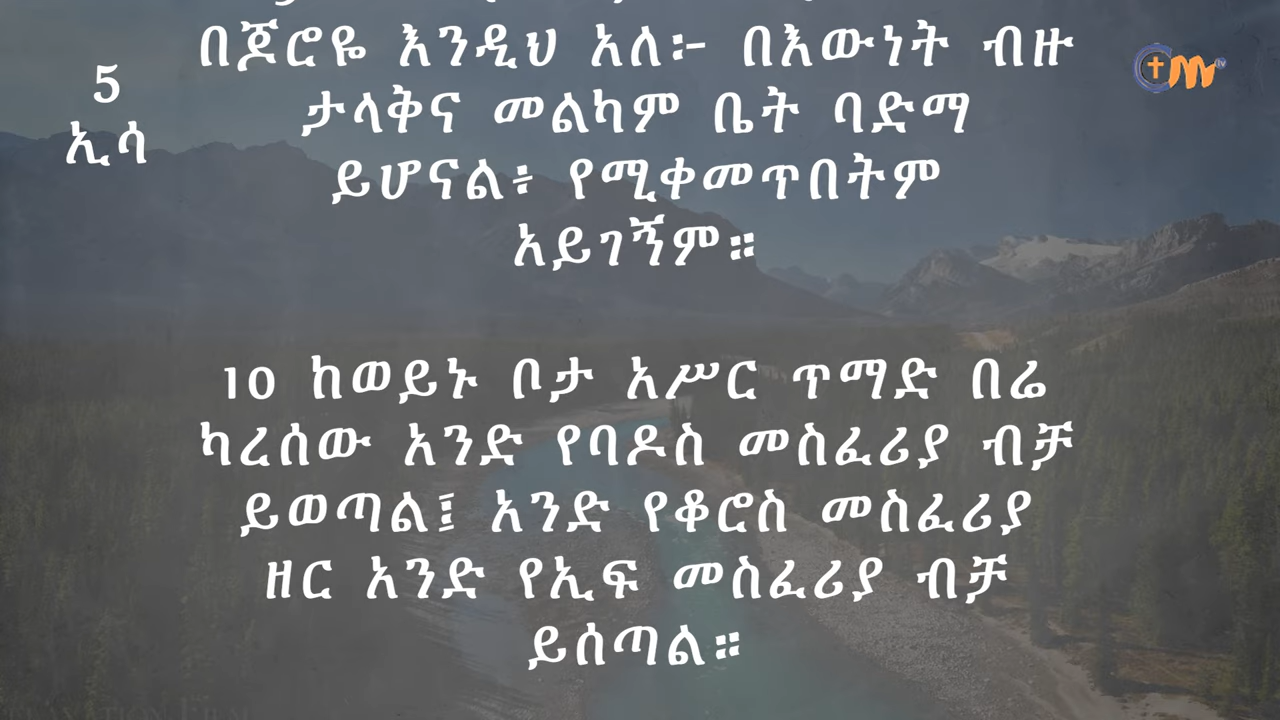 5
ኢሳ
በጆሮዬ እንዲህ አለ፦ በእውነት ብዙ
ታላቅና መልካም ቤት ባድማ
ይሆናል፥ የሚቀመጥበትም
አይገኝም።
10 ከወይኑ ቦታ አሥር ጥማድ በሬ
ካረሰው አንድ የባዶስ መስፈሪያ ብቻ
ይወጣል፤ አንድ የቆሮስ መስፈሪያ
ዘር አንድ የኢፍ መስፈሪያ ብቻ
ይሰጣል።